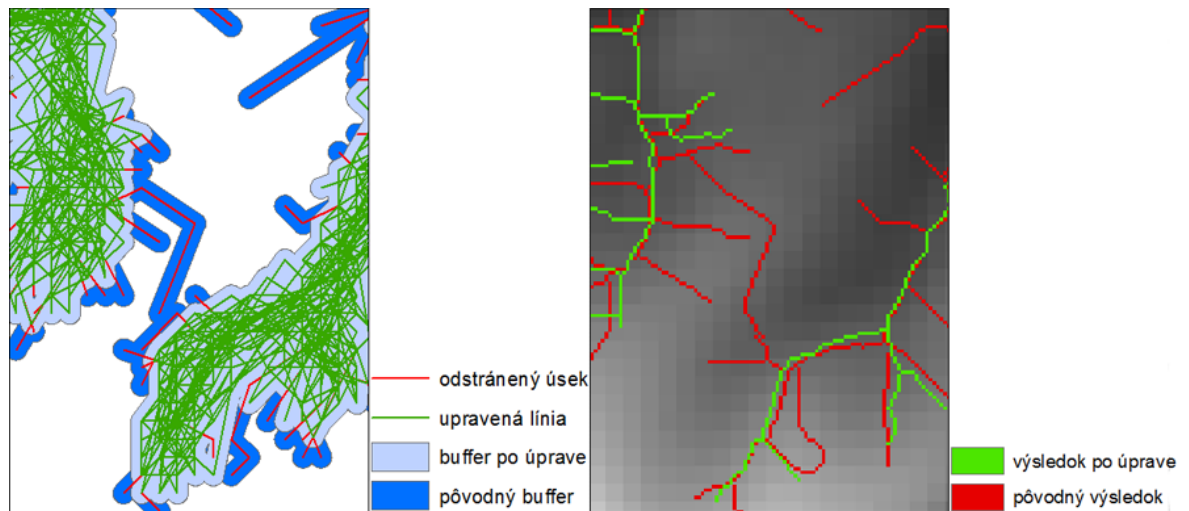 odstránený úsek
upravená línia
buffer po úprave
pôvodný buffer
výsledok po úprave
pôvodný výsledok